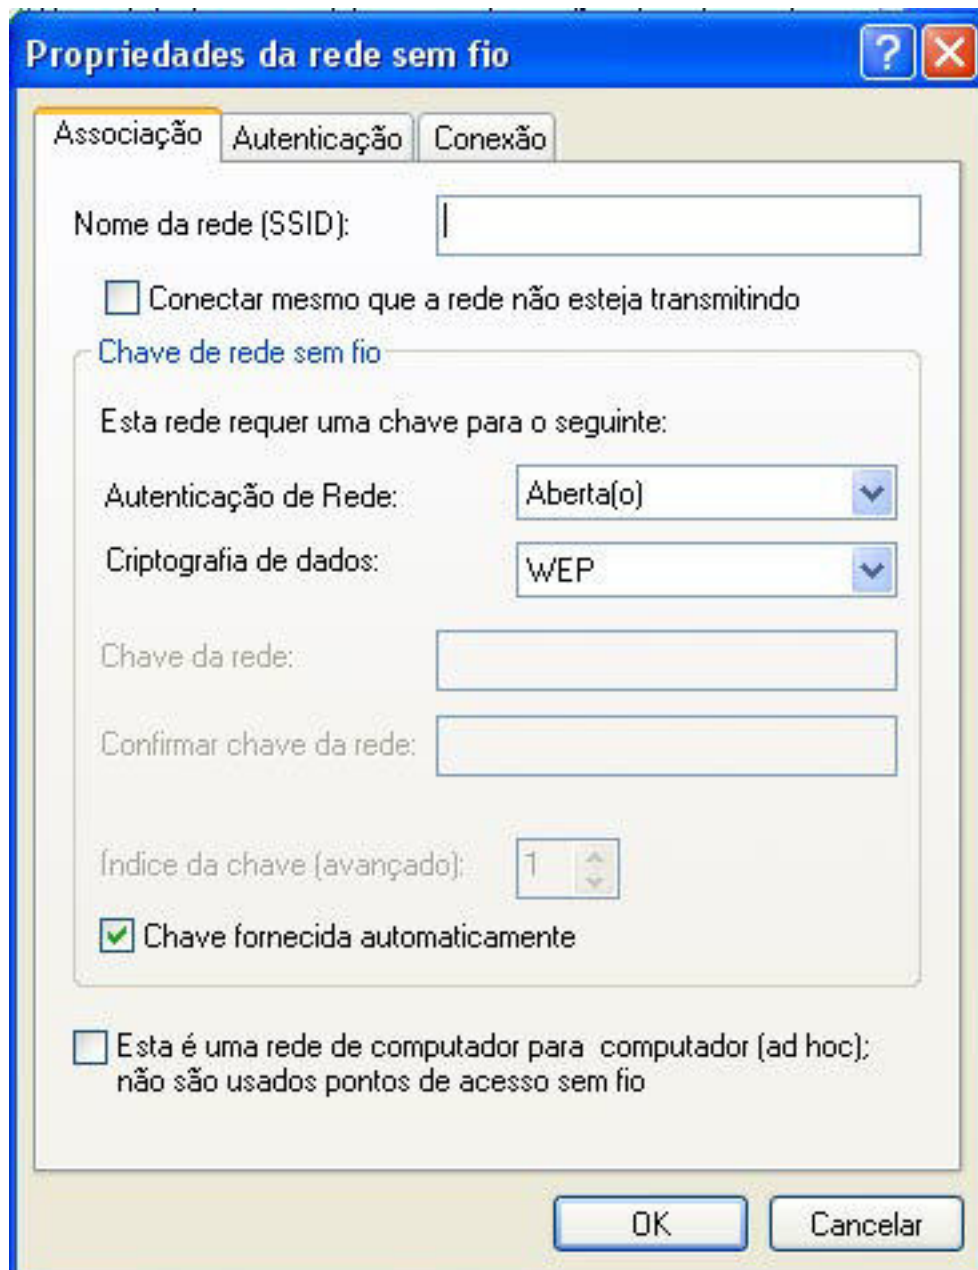 Propriedades da rede sem fio
?
Associação
Autenticação
Conexão
Nome da rede (SSID):
Conectar mesmo que a rede não esteja transmitindo
Chave de rede sem fio
Esta rede requer uma chave para o seguinte:
Autenticação de Rede: Aberta(o)
Criptografia de dados: WEP
Chave da rede:
Confirmar chave da rede:
Índice da chave (avançado): 1
Chave fornecida automaticamente
Esta é uma rede de computador para computador (ad hoc);
não são usados pontos de acesso sem fio
OK
Cancelar